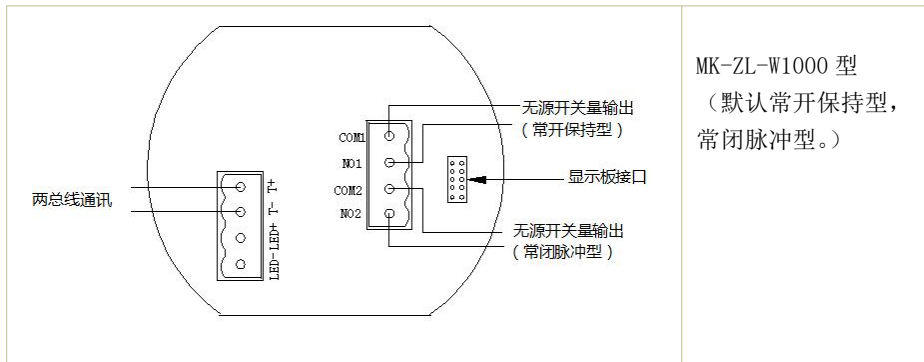 MK-ZL-W1000 型
(默认常开保持型,
常闭脉冲型。)
无源开关量输出
(常开保持型)
COM1
NO1
COM2
NO2
显示板接口
两总线通讯
T+
T-
LED+
LED-
无源开关量输出
(常闭脉冲型)